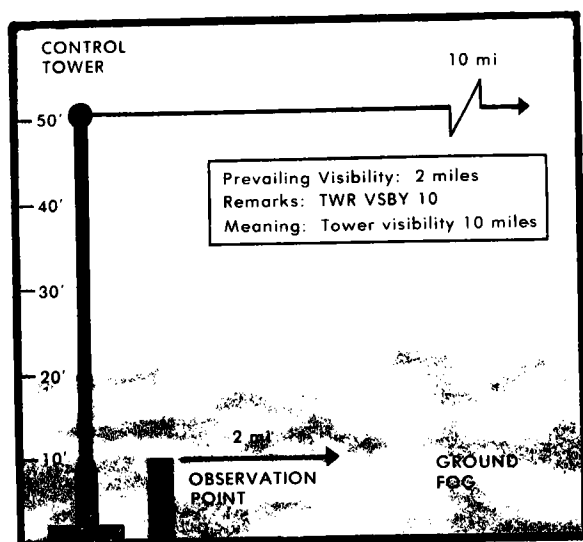 CONTROL
TOWER
10 mi
50'
Prevailing Visibility: 2 miles
Remarks: TWR VSBY 10
Meaning: Tower visibility 10 miles
40'
30'
20'
10'
2 mi
OBSERVATION
POINT
GROUND
FOG